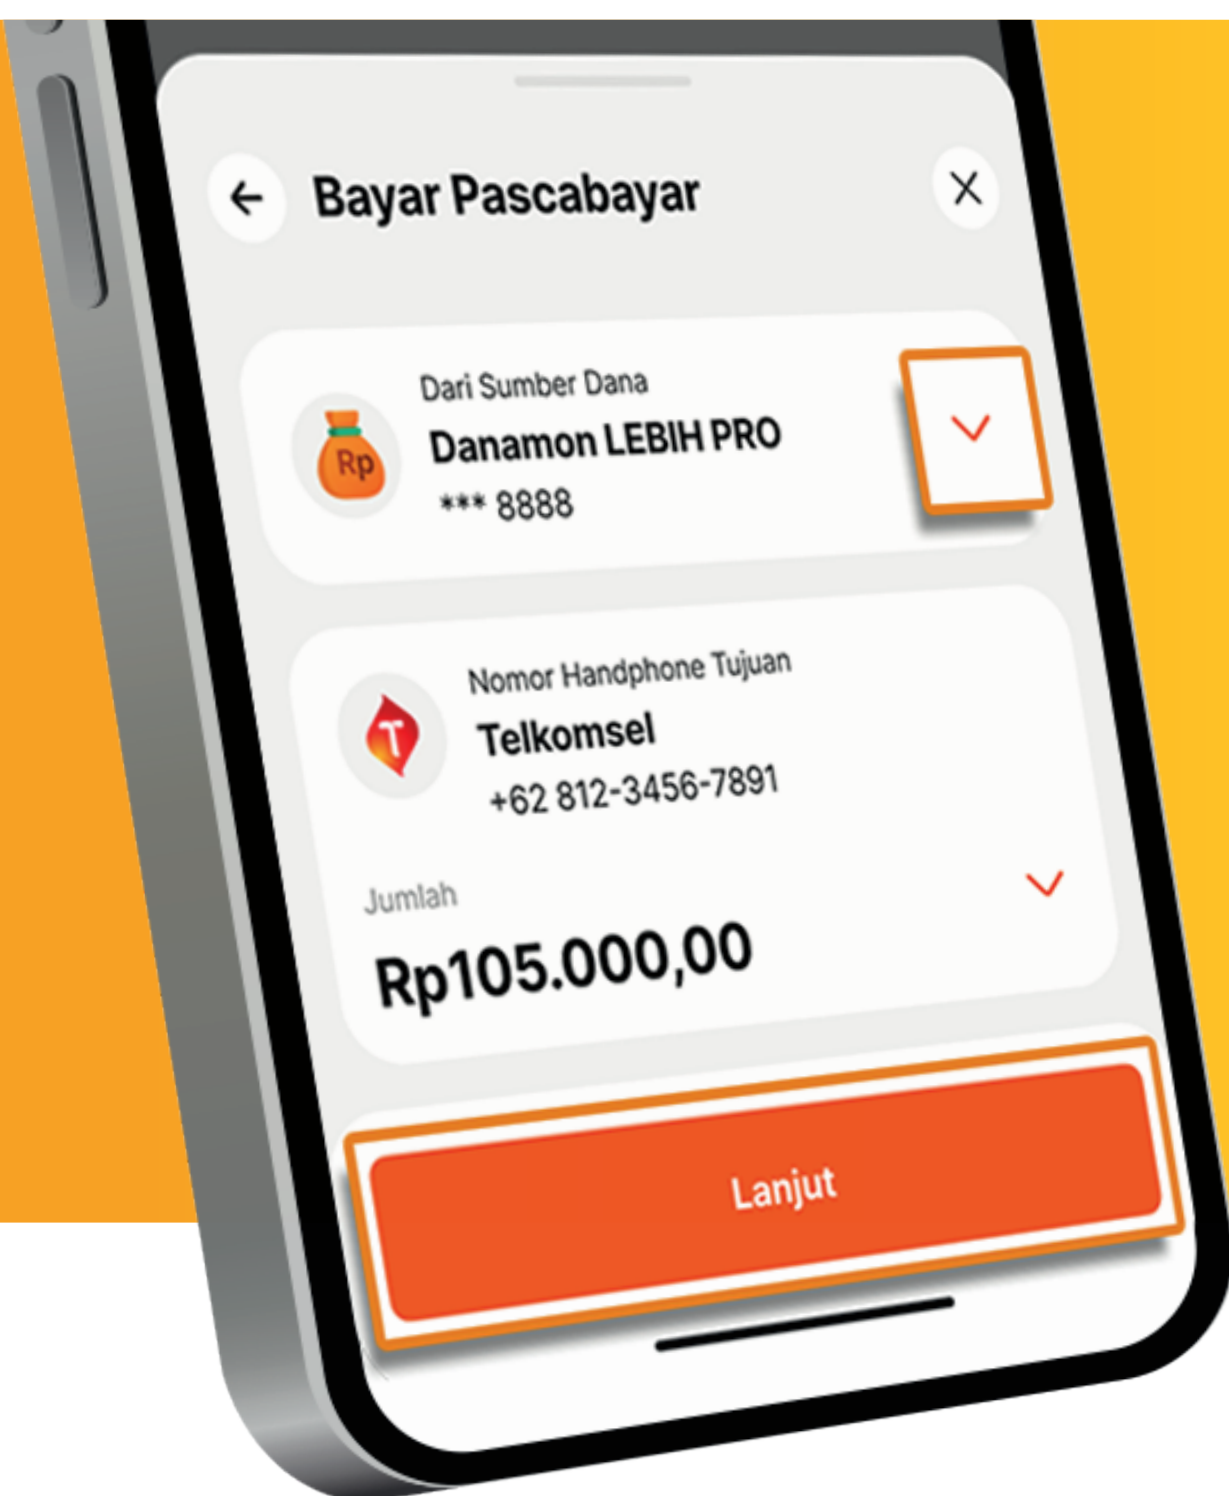 Bayar Pascabayar
Dari Sumber Dana
Rp
Danamon LEBIH PRO
*** 8888
Nomor Handphone Tujuan
T
Telkomsel
+62 812-3456-7891
Jumlah
Rp105.000,00
Lanjut